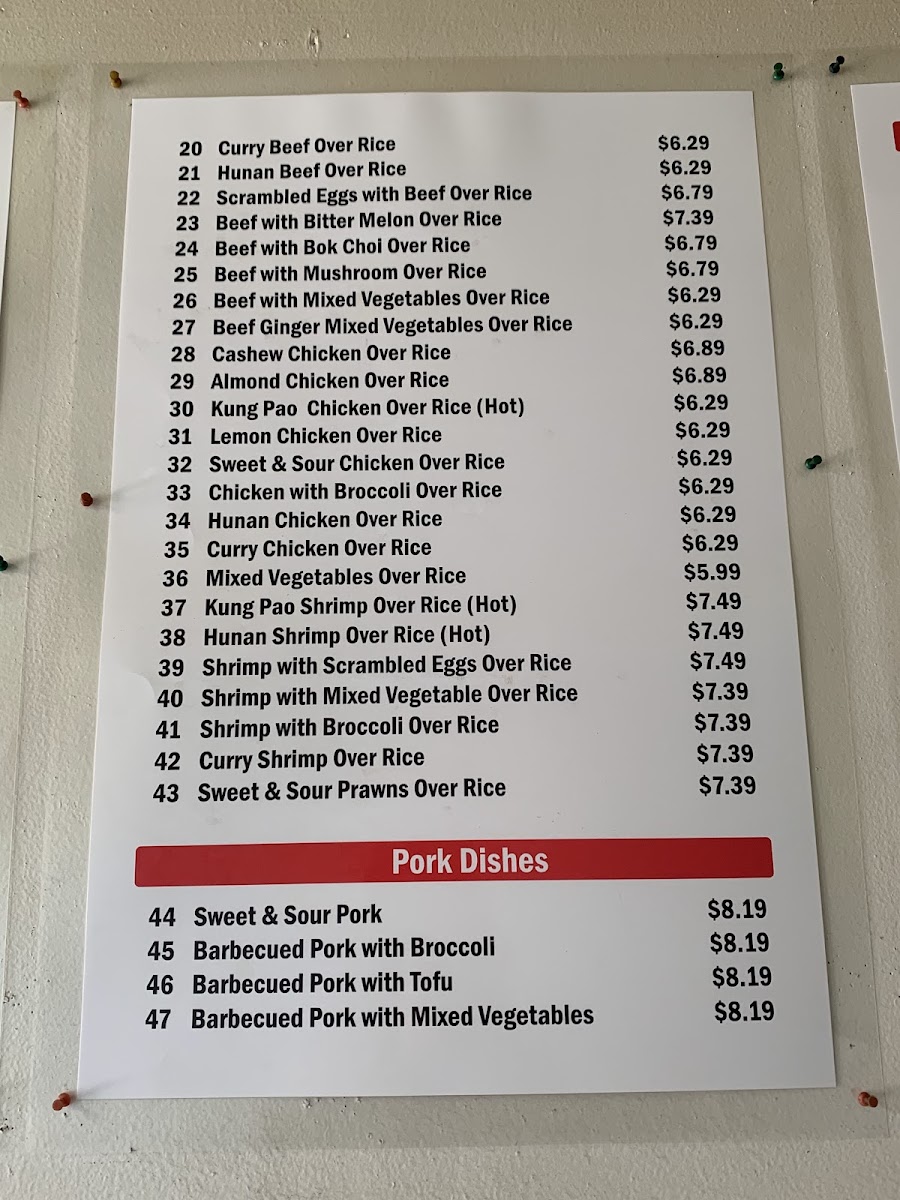 20 Curry Beef Over Rice $6.29
21 Hunan Beef Over Rice $6.29
22 Scrambled Eggs with Beef Over Rice $6.79
23 Beef with Bitter Melon Over Rice $7.39
24 Beef with Bok Choi Over Rice $6.79
25 Beef with Mushroom Over Rice $6.79
26 Beef with Mixed Vegetables Over Rice $6.29
27 Beef Ginger Mixed Vegetables Over Rice $6.29
28 Cashew Chicken Over Rice $6.89
29 Almond Chicken Over Rice $6.89
30 Kung Pao Chicken Over Rice (Hot) $6.29
31 Lemon Chicken Over Rice $6.29
32 Sweet & Sour Chicken Over Rice $6.29
33 Chicken with Broccoli Over Rice $6.29
34 Hunan Chicken Over Rice $6.29
35 Curry Chicken Over Rice $6.29
36 Mixed Vegetables Over Rice $5.99
37 Kung Pao Shrimp Over Rice (Hot) $7.49
38 Hunan Shrimp Over Rice (Hot) $7.49
39 Shrimp with Scrambled Eggs Over Rice $7.49
40 Shrimp with Mixed Vegetable Over Rice $7.39
41 Shrimp with Broccoli Over Rice $7.39
42 Curry Shrimp Over Rice $7.39
43 Sweet & Sour Prawns Over Rice $7.39
Pork Dishes
44 Sweet & Sour Pork $8.19
45 Barbecued Pork with Broccoli $8.19
46 Barbecued Pork with Tofu $8.19
47 Barbecued Pork with Mixed Vegetables $8.19